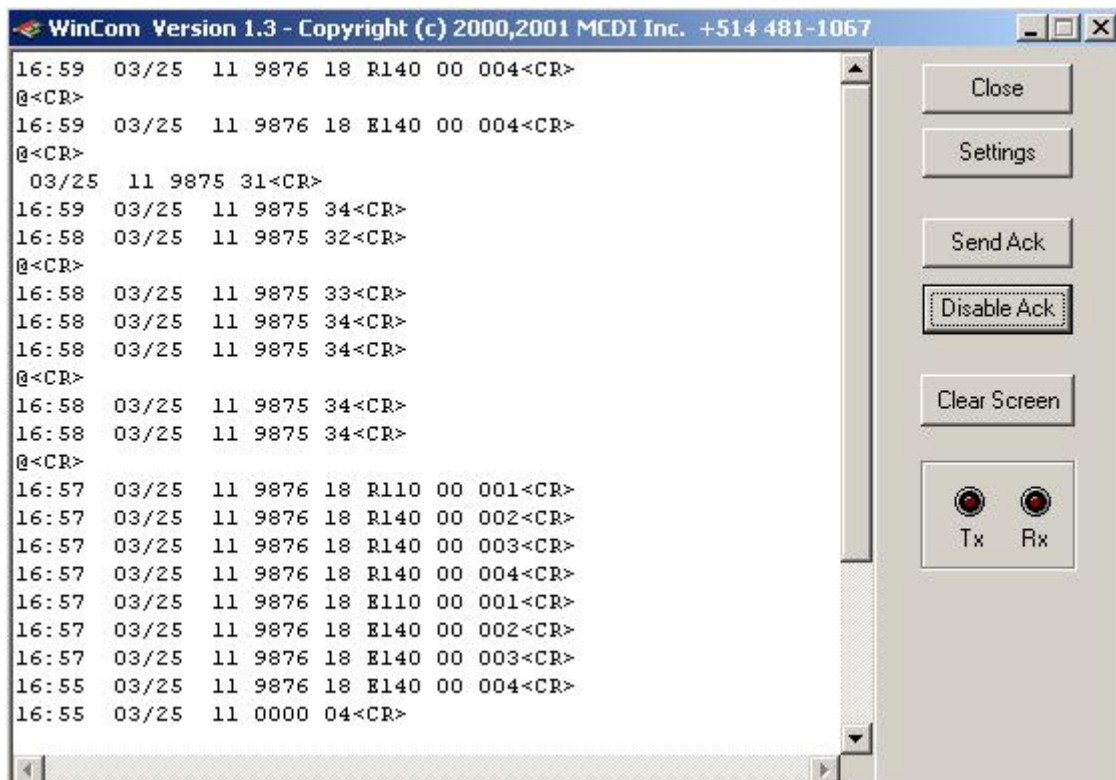 WinCom Version 1.3 - Copyright (c) 2000,2001 MCDI Inc. +514 481-1067
16:59 03/25 11 9876 18 R140 00 004<CR>
@<CR>
16:59 03/25 11 9876 18 E140 00 004<CR>
@<CR>
03/25 11 9875 31<CR>
16:59 03/25 11 9875 34<CR>
16:58 03/25 11 9875 32<CR>
@<CR>
16:58 03/25 11 9875 33<CR>
16:58 03/25 11 9875 34<CR>
16:58 03/25 11 9875 34<CR>
@<CR>
16:58 03/25 11 9875 34<CR>
16:58 03/25 11 9875 34<CR>
@<CR>
16:57 03/25 11 9876 18 R110 00 001<CR>
16:57 03/25 11 9876 18 R140 00 002<CR>
16:57 03/25 11 9876 18 R140 00 003<CR>
16:57 03/25 11 9876 18 R140 00 004<CR>
16:57 03/25 11 9876 18 E110 00 001<CR>
16:57 03/25 11 9876 18 E140 00 002<CR>
16:57 03/25 11 9876 18 E140 00 003<CR>
16:55 03/25 11 9876 18 E140 00 004<CR>
16:55 03/25 11 0000 04<CR>
Close
Settings
Send Ack
Disable Ack
Clear Screen
Tx Rx